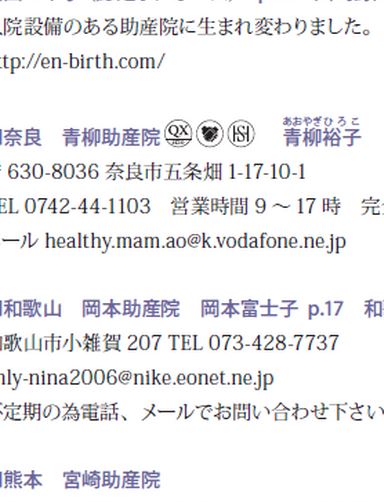 院設備のある助産院に生まれ変わりました。
ttp://en-birth.com/
奈良　青柳助産院 QX HSI 青柳裕子 あおやぎひろこ
630-8036 奈良市五条畑 1-17-10-1
EL 0742-44-1103　営業時間 9 〜 17 時　完
ール healthy.mam.ao@k.vodafone.ne.jp
和歌山　岡本助産院　岡本富士子 p.17　和
歌山市小雑賀 207 TEL 073-428-7737
nly-nina2006@nike.eonet.ne.jp
定期の為電話、メールでお問い合わせ下さい
熊本　宮崎助産院